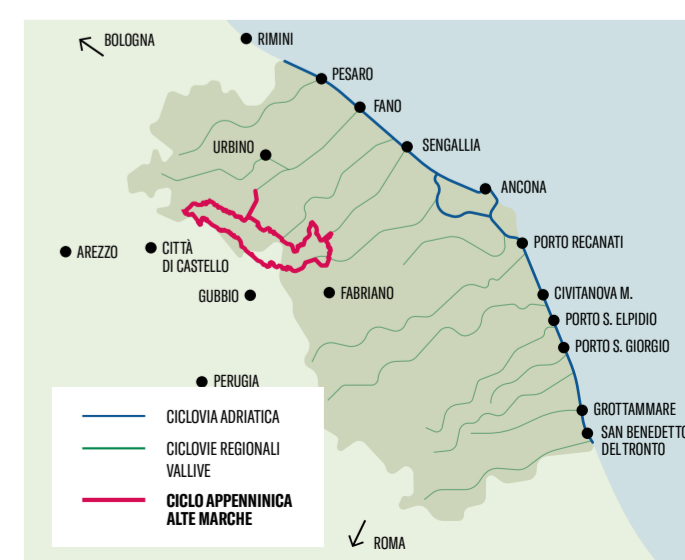 BOLOGNA
RIMINI
PESARO
FANO
URBINO
SENGALLIA
ANCONA
AREZZO
CITTÀ
DI CASTELLO
PORTO RECANATI
GUBBIO
FABRIANO
CIVITANOVA M.
PORTO S. ELPIDIO
PORTO S. GIORGIO
PERUGIA
GROTTAMMARE
SAN BENEDETTO
DEL TRONTO
CICLOVIA ADRIATICA
CICLOVIE REGIONALI
VALLIVE
CICLO APPENNINICA
ALTE MARCHE
ROMA